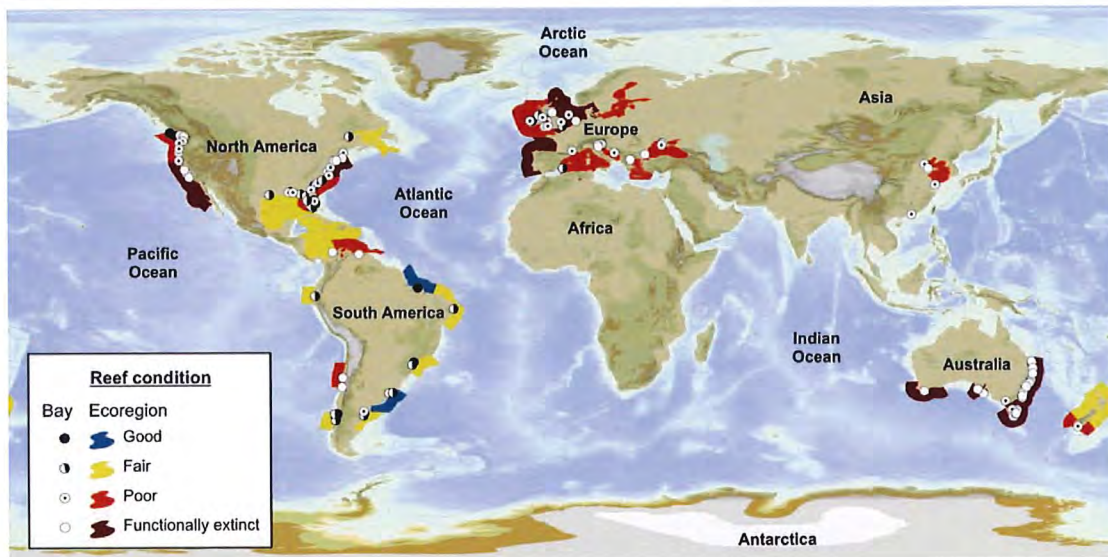 Arctic
Ocean
Asia
North America
Europe
Atlantic
Ocean
Africa
Pacific
Ocean
South America
Indian
Ocean
Australia
Reef condition
Bay Ecoregion
Good
Fair
Poor
Functionally extinct
Antarctica